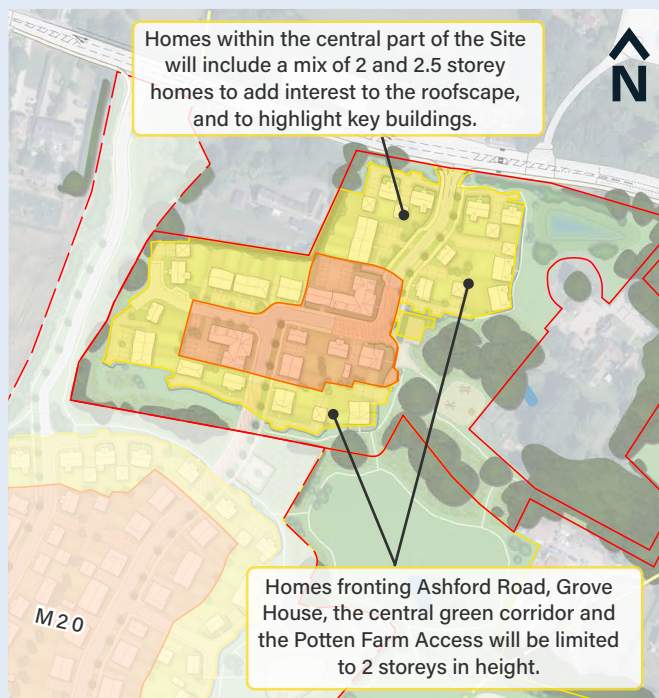 Homes within the central part of the Site
will include a mix of 2 and 2.5 storey
homes to add interest to the roofscape,
and to highlight key buildings.
N
Homes fronting Ashford Road, Grove
House, the central green corridor and
the Potten Farm Access will be limited
to 2 storeys in height.
M20